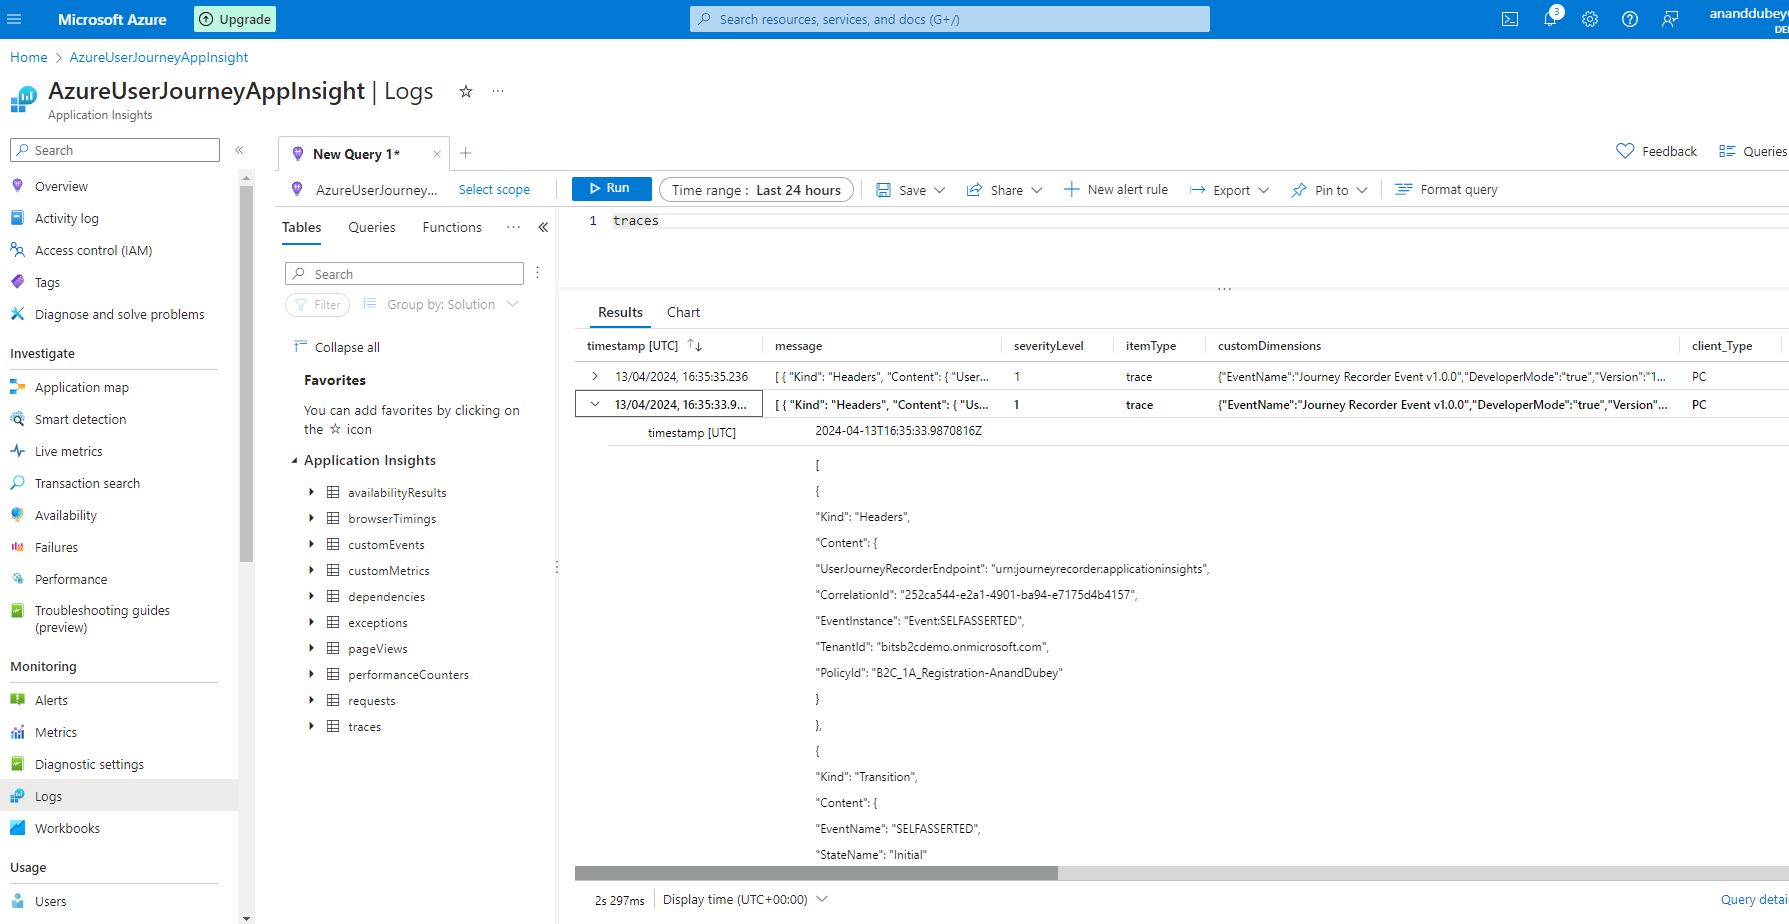 Microsoft Azure
Upgrade
Search resources, services, and docs (G+/)
3
Home > AzureUserJourneyAppInsight
AzureUserJourneyAppInsight | Logs
Application Insights
Search
Overview
Activity log
Access control (IAM)
Tags
Diagnose and solve problems
Investigate
Application map
Smart detection
Live metrics
Transaction search
Availability
Failures
Performance
Troubleshooting guides
(preview)
Monitoring
Alerts
Metrics
Diagnostic settings
Logs
Workbooks
Usage
Users
New Query 1*
Feedback
Queries
AzureUserJourney...
Select scope
Run
Time range : Last 24 hours
Save
Share
New alert rule
Export
Pin to
Format query
Tables
Queries
Functions
Search
Filter
Group by: Solution
Collapse all
Favorites
You can add favorites by clicking on
the ☆ icon
Application Insights
availabilityResults
browserTimings
customEvents
customMetrics
dependencies
exceptions
pageViews
performanceCounters
requests
traces
1 traces
Results
Chart
timestamp [UTC] message severityLevel itemType customDimensions client_Type
13/04/2024, 16:35:35.236 [ { "Kind": "Headers", "Content": { "User... 1 trace {"EventName":"Journey Recorder Event v1.0.0","DeveloperMode":"true","Version":"1... PC
13/04/2024, 16:35:33.9... [ { "Kind": "Headers", "Content": { "Us... 1 trace {"EventName":"Journey Recorder Event v1.0.0","DeveloperMode":"true","Version"... PC
timestamp [UTC] 2024-04-13T16:35:33.9870816Z
[
{
"Kind": "Headers",
"Content": {
"UserJourneyRecorderEndpoint": "urn:journeyrecorder:applicationinsights",
"CorrelationId": "252ca544-e2a1-4901-ba94-e7175d4b4157",
"EventInstance": "Event:SELFASSERTED",
"TenantId": "bitsb2cdemo.onmicrosoft.com",
"PolicyId": "B2C_1A_Registration-AnandDubey"
}
},
{
"Kind": "Transition",
"Content": {
"EventName": "SELFASSERTED",
"StateName": "Initial"
2s 297ms
Display time (UTC+00:00)